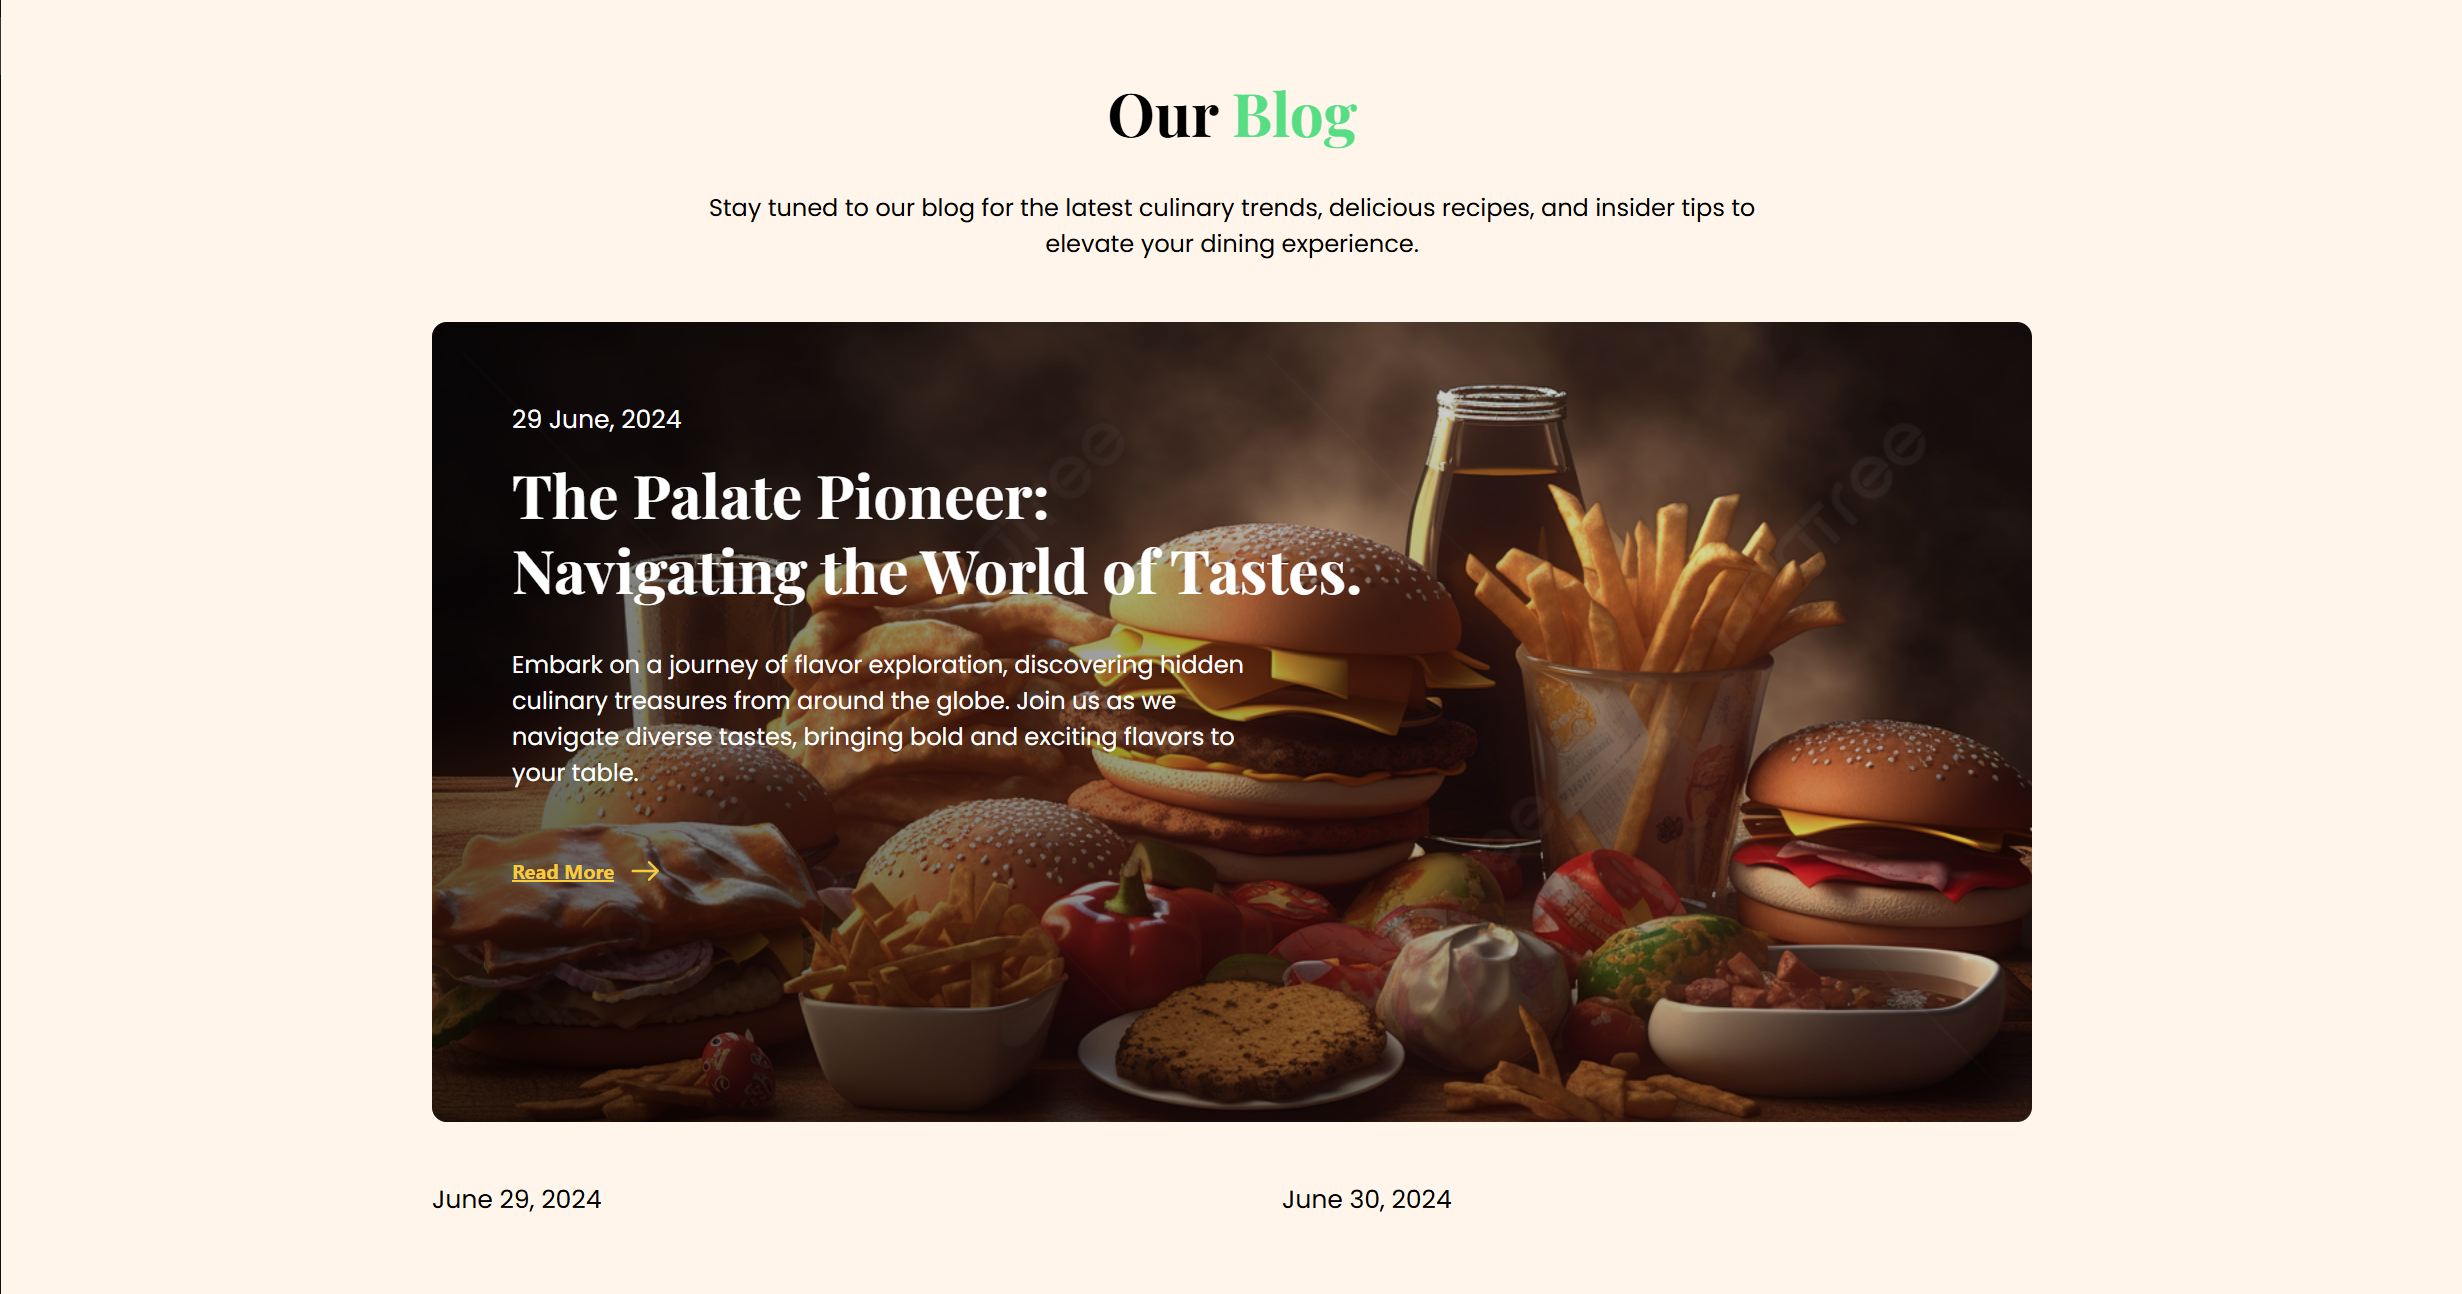 Our Blog
Stay tuned to our blog for the latest culinary trends, delicious recipes, and insider tips to
elevate your dining experience.
29 June, 2024
The Palate Pioneer:
Navigating the World of Tastes.
Embark on a journey of flavor exploration, discovering hidden
culinary treasures from around the globe. Join us as we
navigate diverse tastes, bringing bold and exciting flavors to
your table.
Read More
June 29, 2024
June 30, 2024